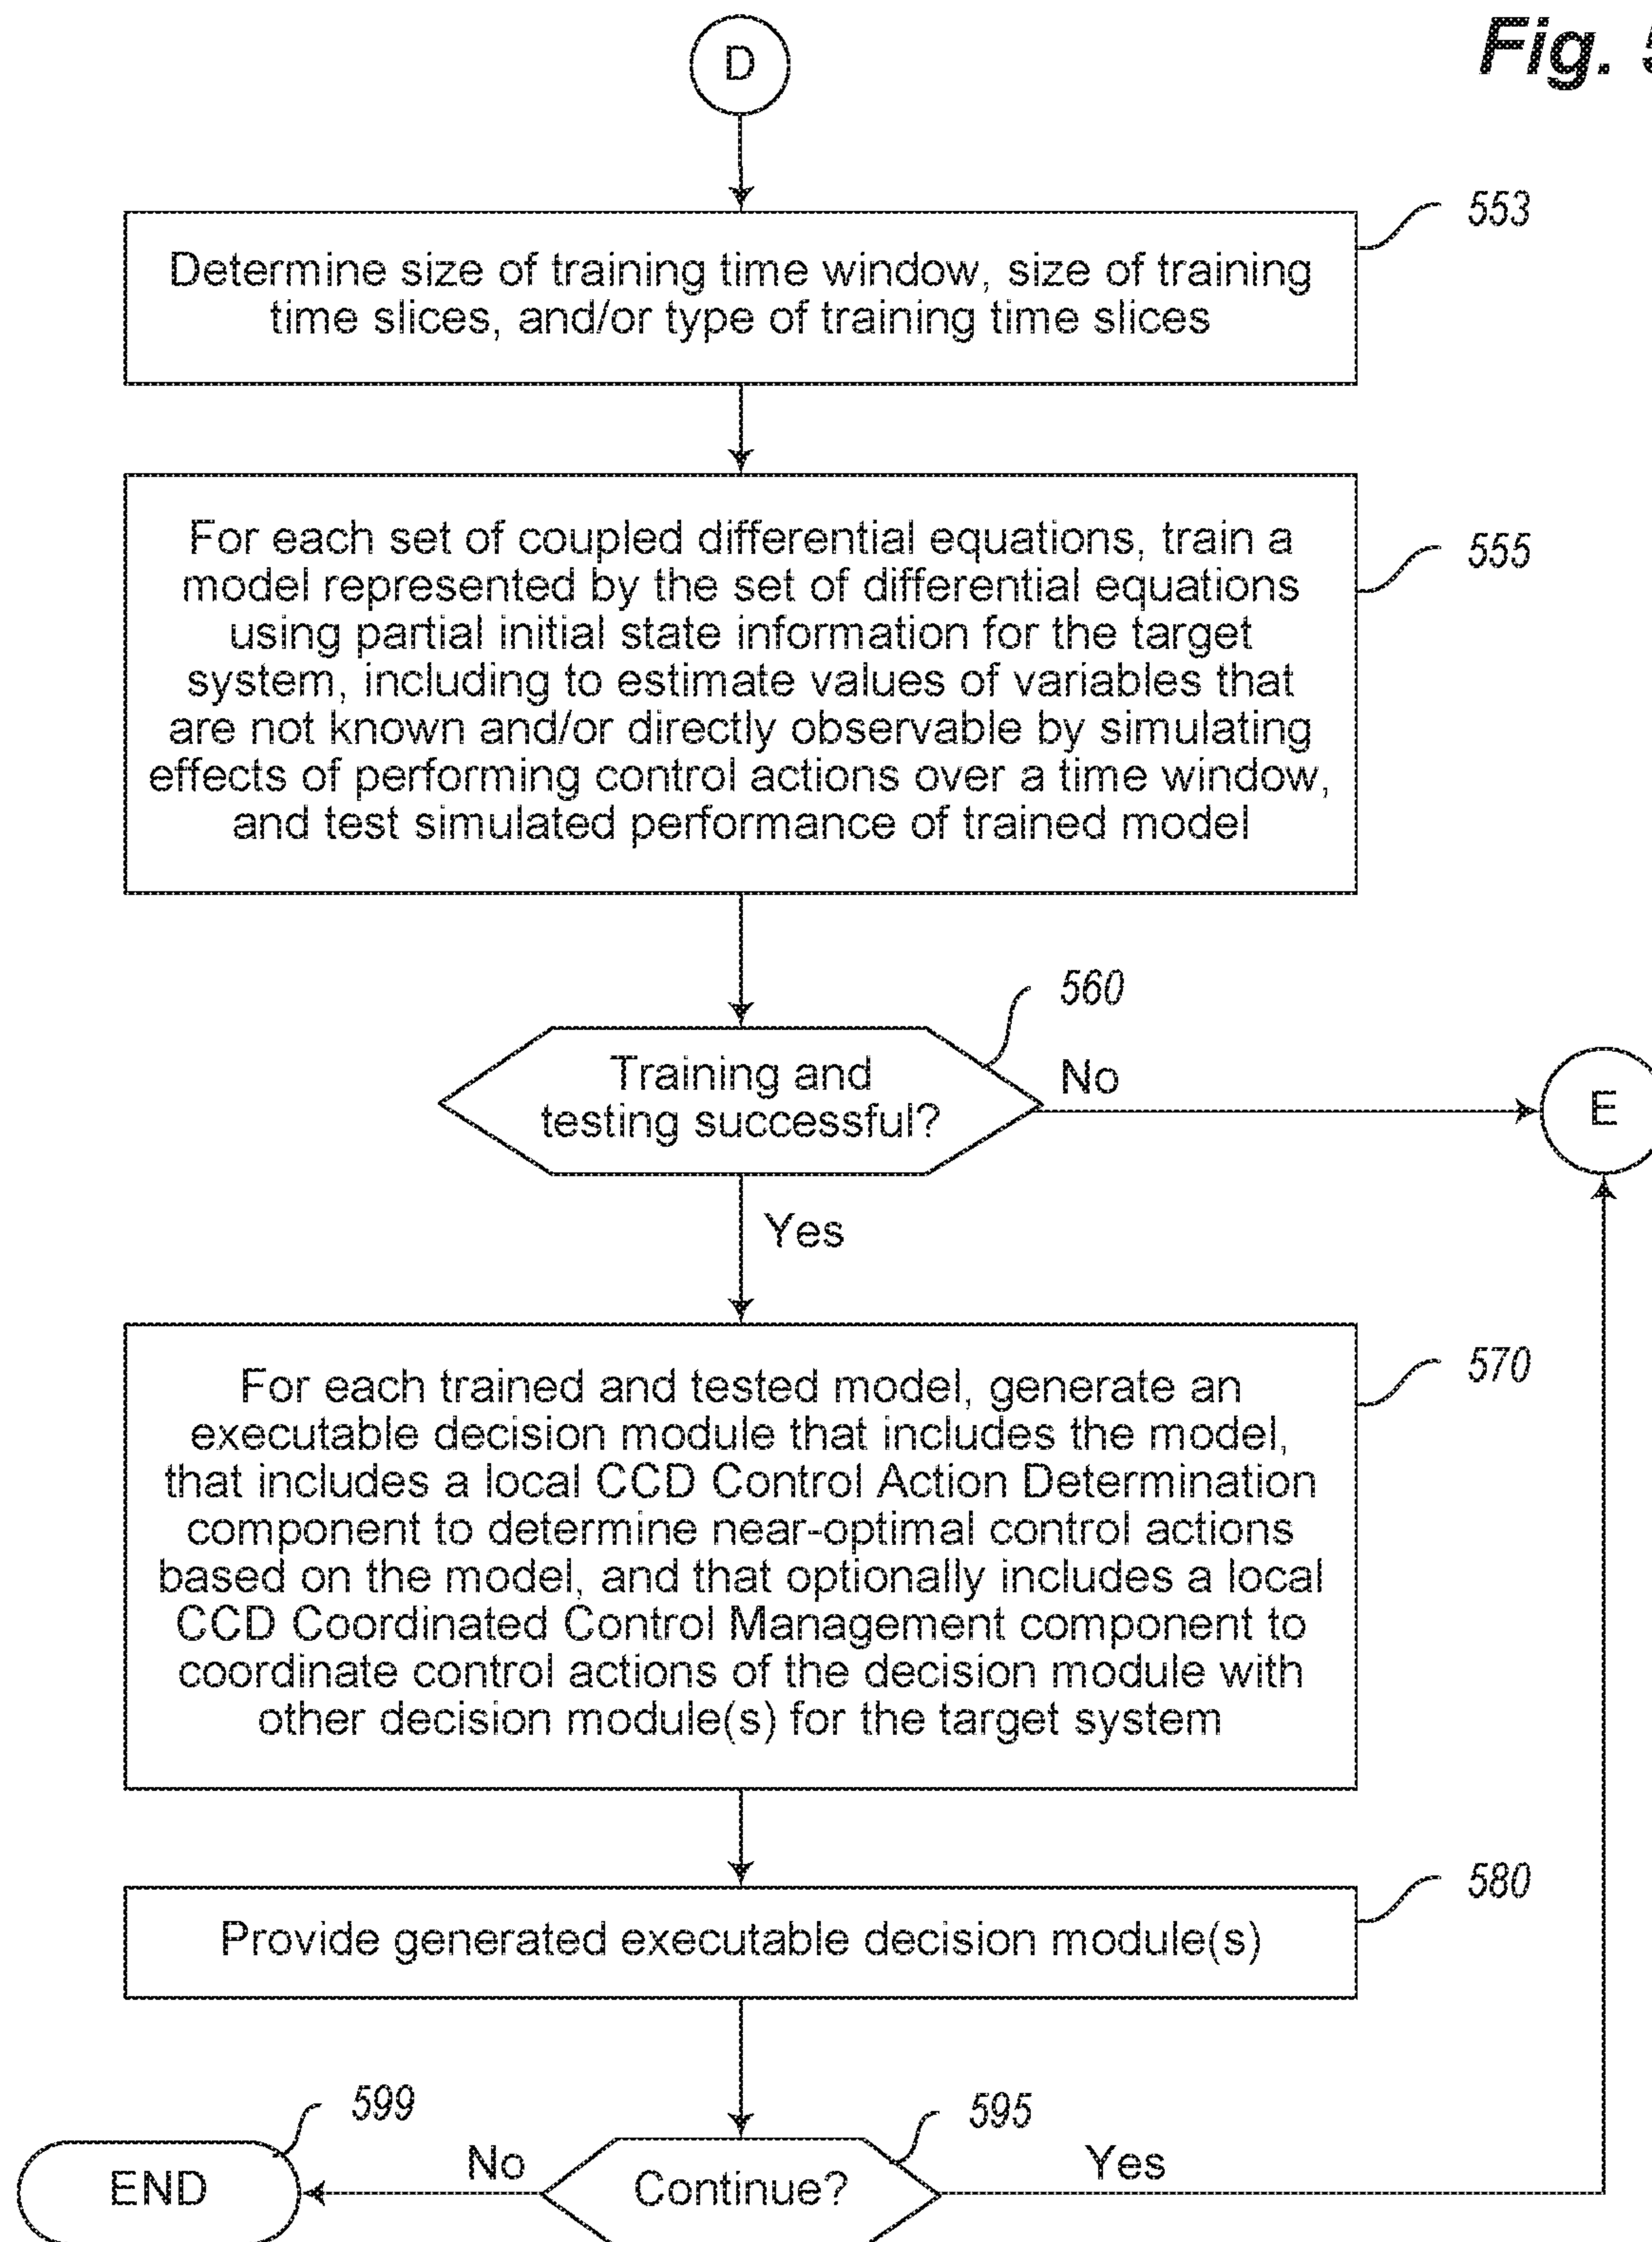 Fig. 5
D
553
Determine size of training time window, size of training
time slices, and/or type of training time slices
555
For each set of coupled differential equations, train a
model represented by the set of differential equations
using partial initial state information for the target
system, including to estimate values of variables that
are not known and/or directly observable by simulating
effects of performing control actions over a time window,
and test simulated performance of trained model
560
Training and
testing successful?
No
E
Yes
570
For each trained and tested model, generate an
executable decision module that includes the model,
that includes a local CCD Control Action Determination
component to determine near-optimal control actions
based on the model, and that optionally includes a local
CCD Coordinated Control Management component to
coordinate control actions of the decision module with
other decision module(s) for the target system
580
Provide generated executable decision module(s)
599
595
END
No
Continue?
Yes